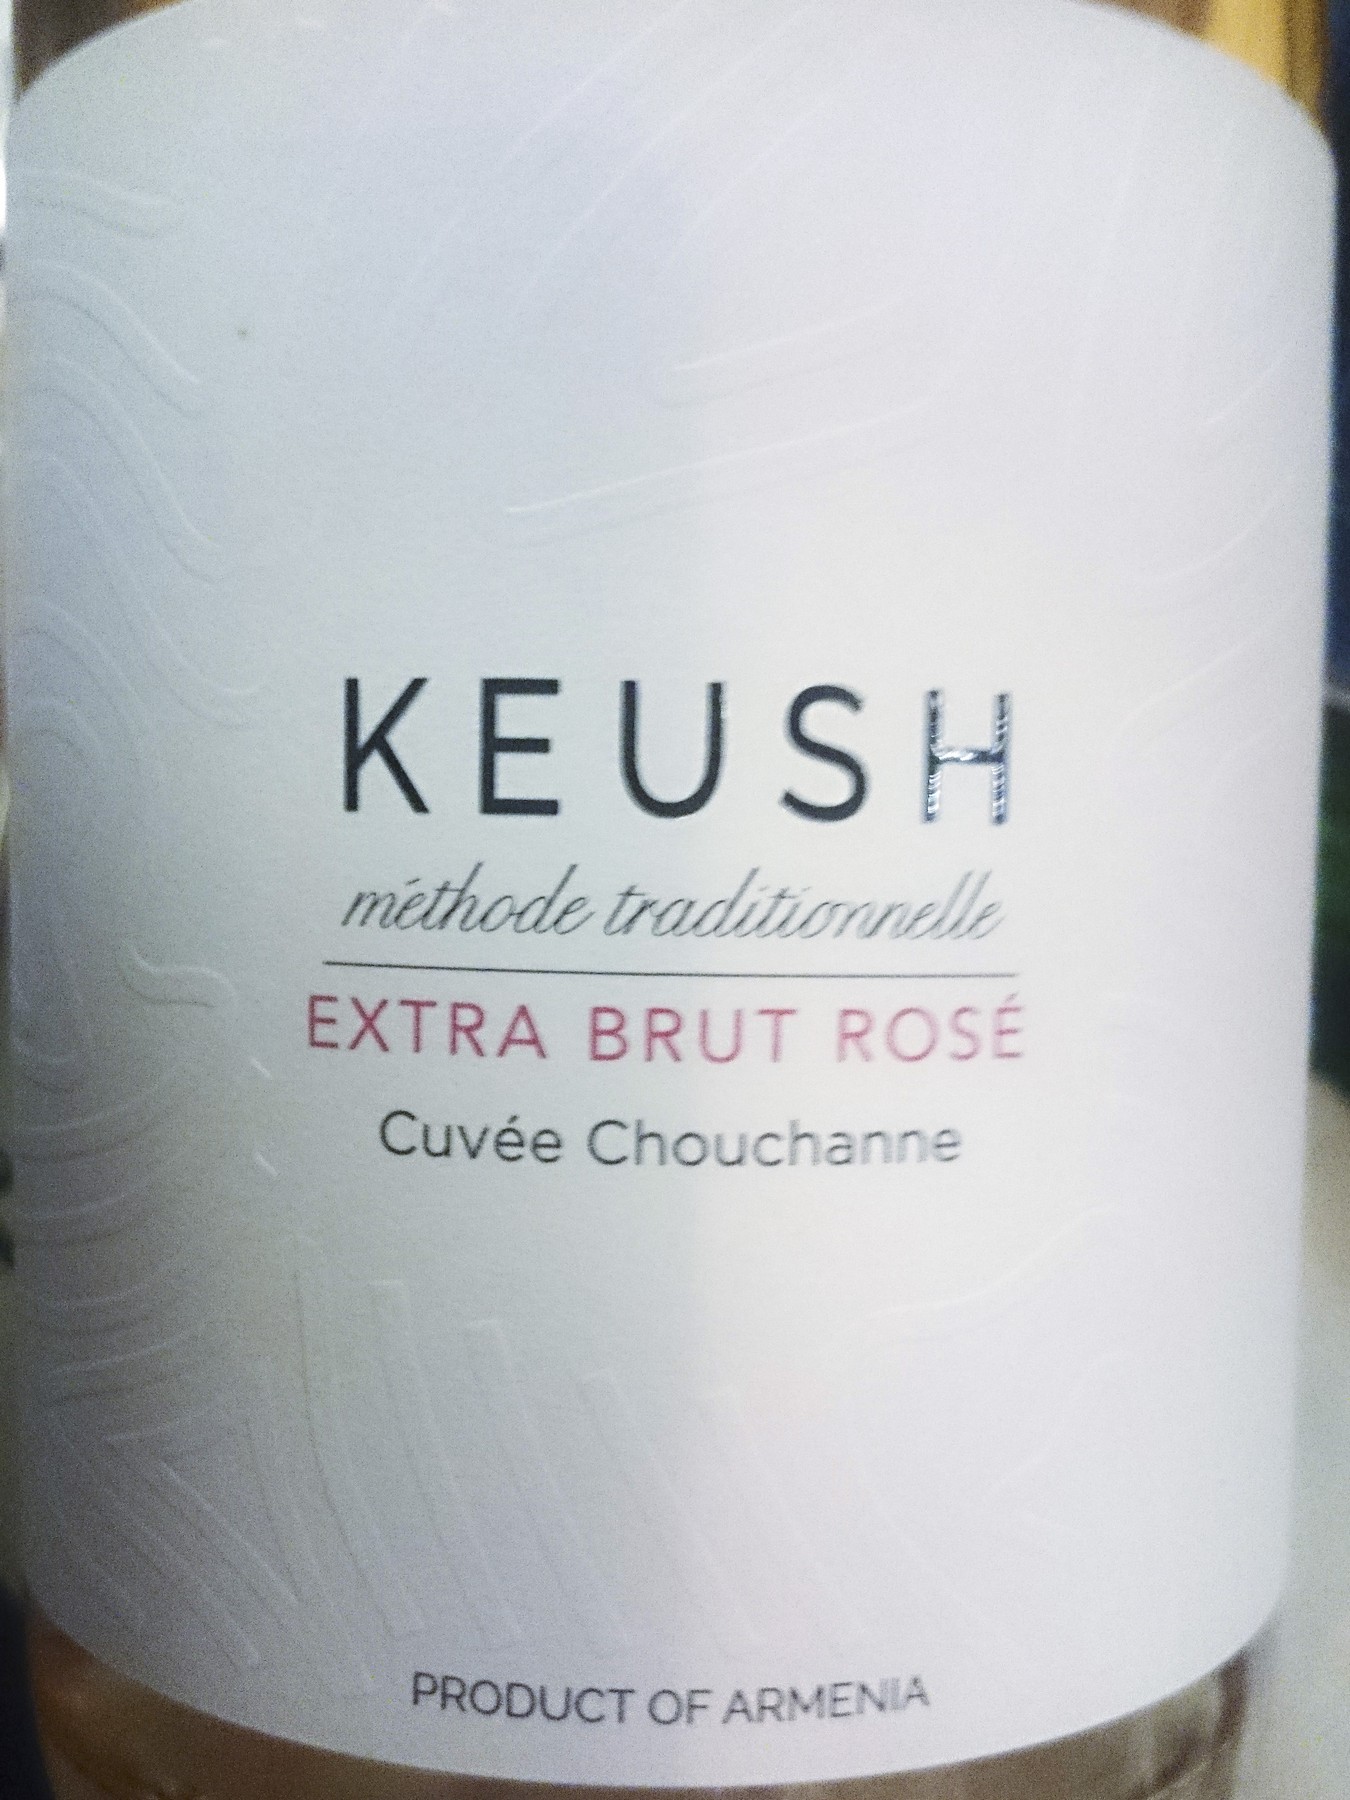 KEUSH
méthode traditionnelle
EXTRA BRUT ROSÉ
Cuvée Chouchanne
PRODUCT OF ARMENIA